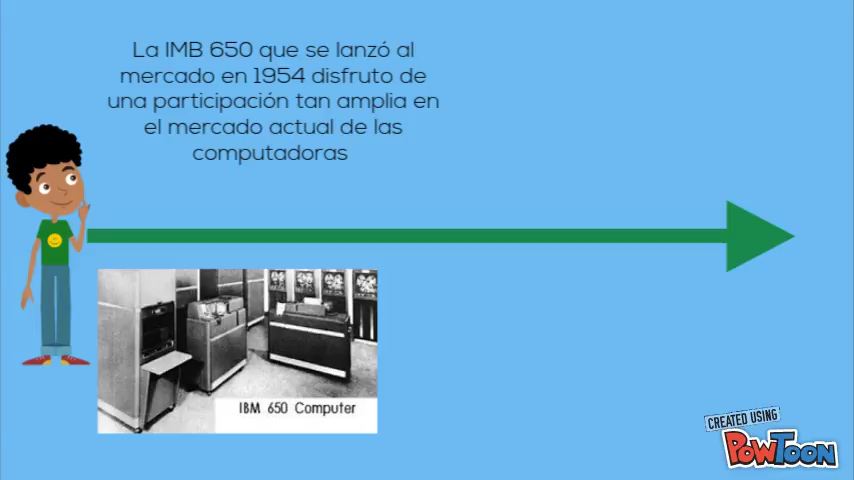 La IMB 650 que se lanzó al
mercado en 1954 disfruto de
una participación tan amplia en
el mercado actual de las
computadoras
IBM 650 Computer
CREATED USING
POWTOON